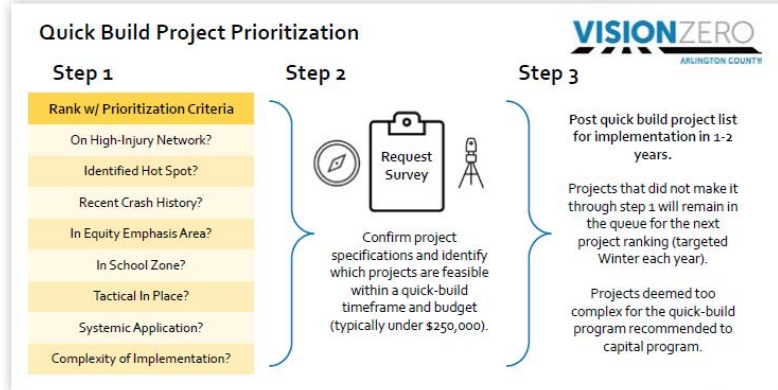 Quick Build Project Prioritization
VISIONZERO
ARLINGTON COUNTY
Step 1
Step 2
Step 3
Rank w/ Prioritization Criteria
On High-Injury Network?
Identified Hot Spot?
Recent Crash History?
In Equity Emphasis Area?
In School Zone?
Tactical In Place?
Systemic Application?
Complexity of Implementation?
Request
Survey
Confirm project
specifications and identify
which projects are feasible
within a quick-build
timeframe and budget
(typically under $250,000).
Post quick build project list
for implementation in 1-2
years.
Projects that did not make it
through step 1 will remain in
the queue for the next
project ranking (targeted
Winter each year).
Projects deemed too
complex for the quick-build
program recommended to
capital program.